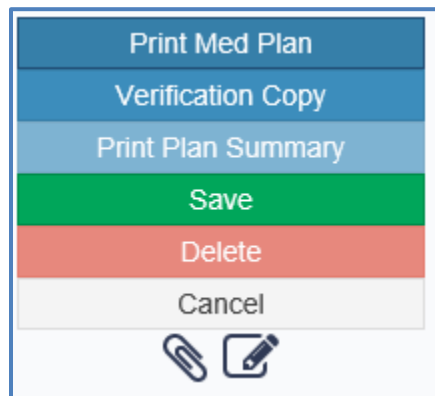 Print Med Plan
Verification Copy
Print Plan Summary
Save
Delete
Cancel